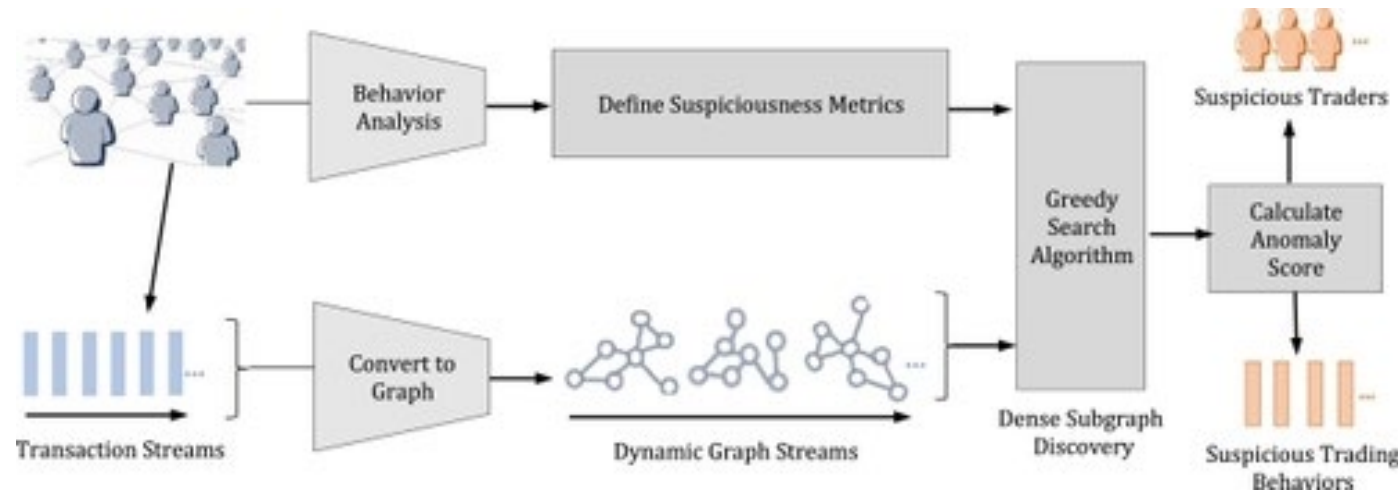 Behavior
Analysis
Define Suspiciousness Metrics
Suspicious Traders
Greedy
Search
Algorithm
Calculate
Anomaly
Score
Convert to
Graph
Transaction Streams
Dynamic Graph Streams
Dense Subgraph
Discovery
Suspicious Trading
Behaviors